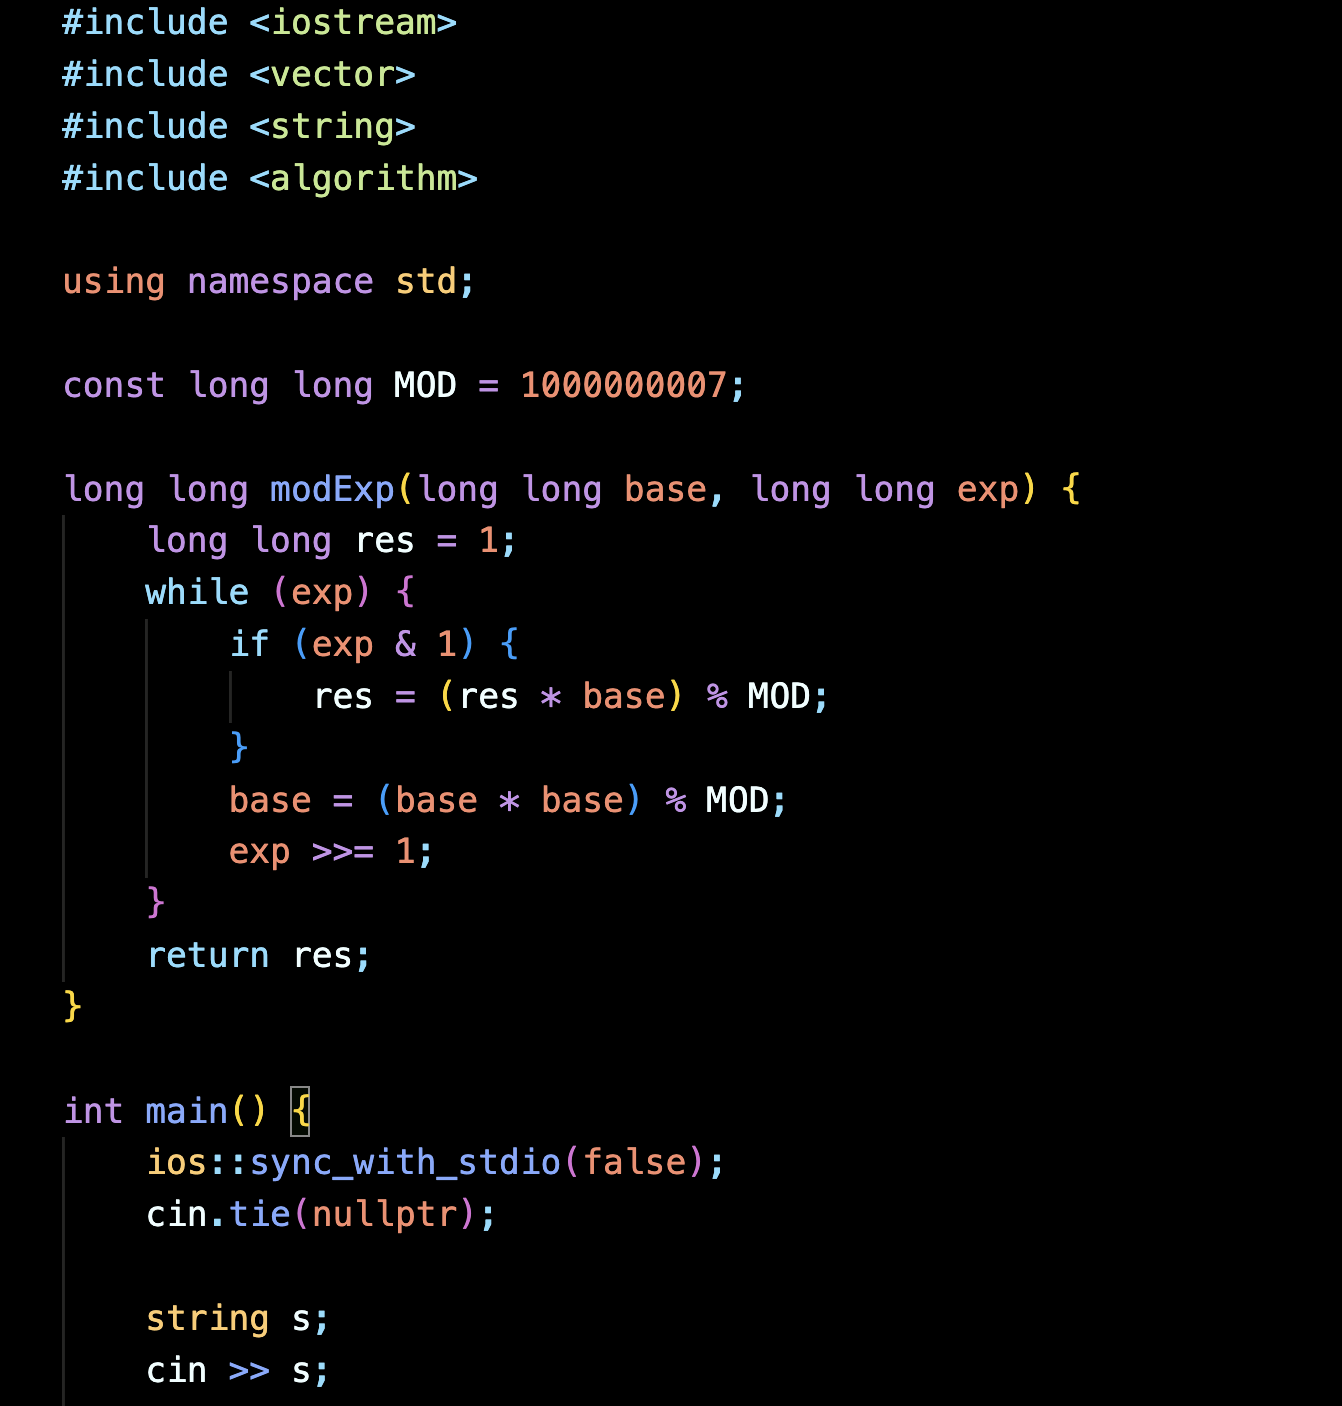 #include <iostream>
#include <vector>
#include <string>
#include <algorithm>

using namespace std;

const long long MOD = 1000000007;

long long modExp(long long base, long long exp) {
    long long res = 1;
    while (exp) {
        if (exp & 1) {
            res = (res * base) % MOD;
        }
        base = (base * base) % MOD;
        exp >>= 1;
    }
    return res;
}

int main() {
    ios::sync_with_stdio(false);
    cin.tie(nullptr);

    string s;
    cin >> s;